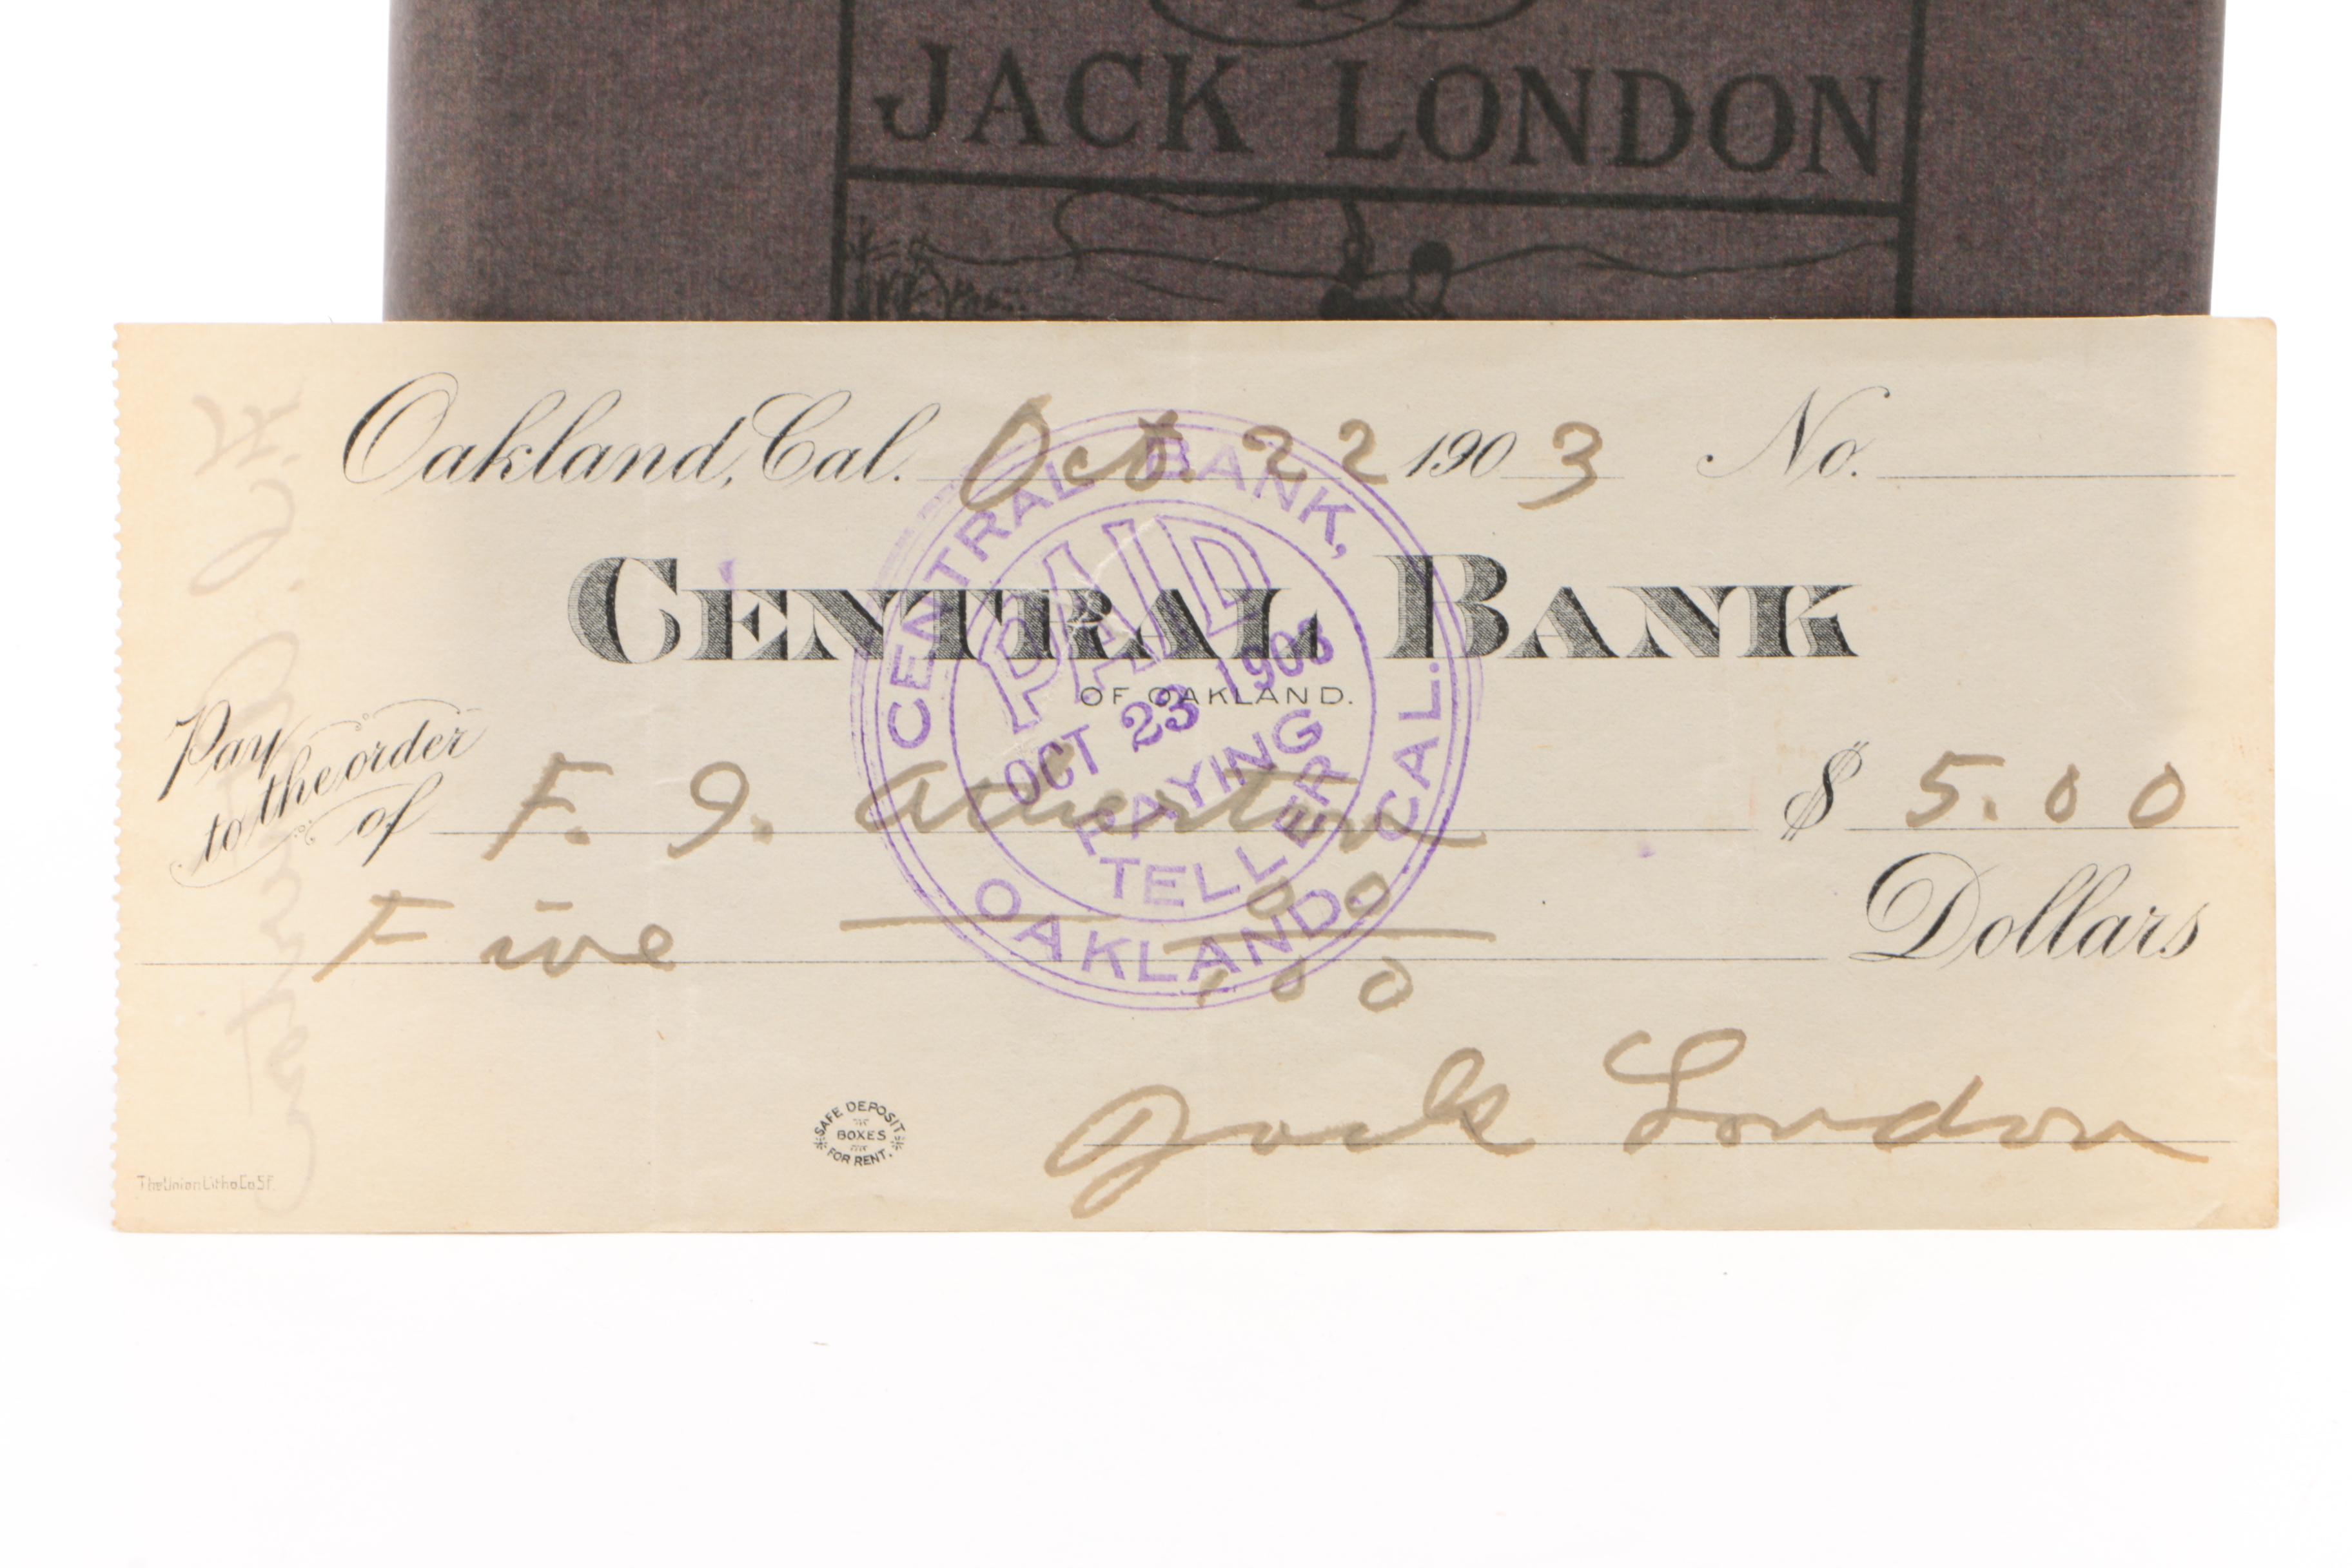 JACK LONDON
Oakland, Cal. Oct. 22 1903 No.
CENTRAL BANK
OF OAKLAND.
Pay to the order of F. I. Atherton $ 5.00
Five 00/100 Dollars
Jack London
CENTRAL BANK, OAKLAND CAL.
PAID
OCT 23 1903
PAYING TELLER
SAFE DEPOSIT BOXES FOR RENT.
The Union Litho Co S.F.